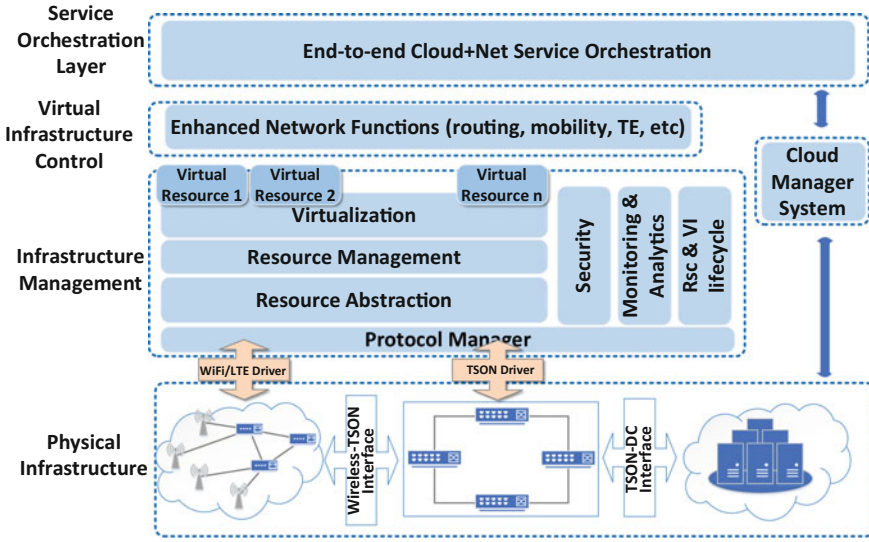 Service
Orchestration
Layer
End-to-end Cloud+Net Service Orchestration
Virtual
Infrastructure
Control
Enhanced Network Functions (routing, mobility, TE, etc)
Cloud
Manager
System
Infrastructure
Management
Virtual
Resource 1
Virtual
Resource 2
Virtual
Resource n
Virtualization
Resource Management
Resource Abstraction
Security
Monitoring &
Analytics
Rsc & VI
lifecycle
Protocol Manager
WiFi/LTE Driver
TSON Driver
Physical
Infrastructure
Wireless-TSON
Interface
TSON-DC
Interface